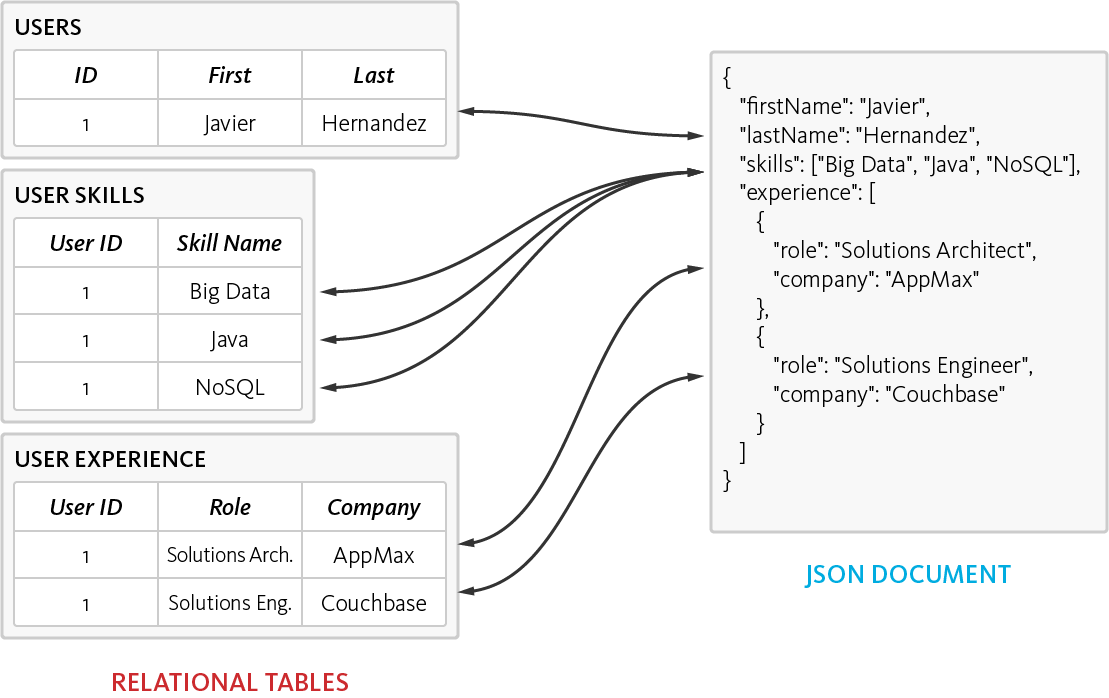 USERS
ID First Last
1 Javier Hernandez
USER SKILLS
User ID Skill Name
1 Big Data
1 Java
1 NoSQL
USER EXPERIENCE
User ID Role Company
1 Solutions Arch. AppMax
1 Solutions Eng. Couchbase
RELATIONAL TABLES
{
"firstName": "Javier",
"lastName": "Hernandez",
"skills": ["Big Data", "Java", "NoSQL"],
"experience": [
{
"role": "Solutions Architect",
"company": "AppMax"
},
{
"role": "Solutions Engineer",
"company": "Couchbase"
}
]
}
JSON DOCUMENT